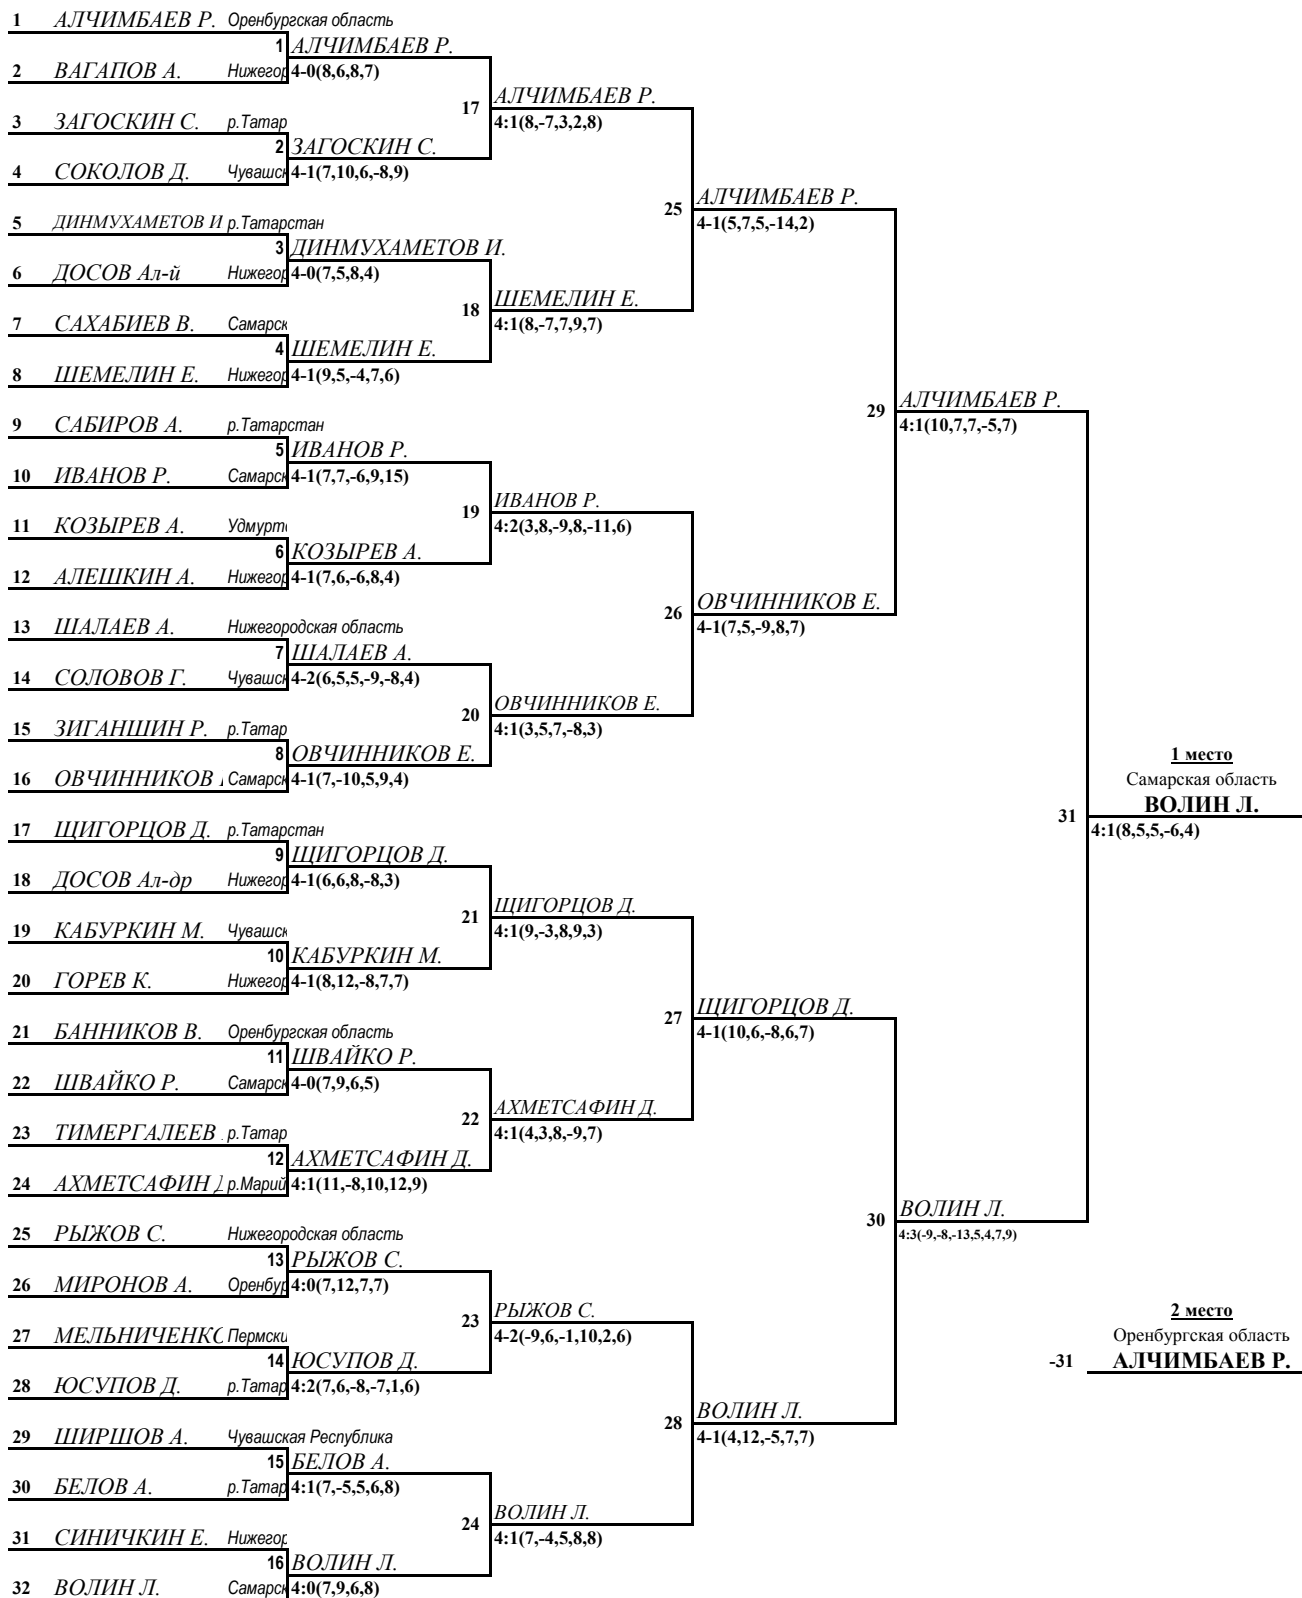 1 АЛЧИМБАЕВ Р. Оренбургская область
1 АЛЧИМБАЕВ Р.
2 ВАГАПОВ А. Нижегор 4-0(8,6,8,7)
17 АЛЧИМБАЕВ Р.
3 ЗАГОСКИН С. р.Татар 4:1(8,-7,3,2,8)
2 ЗАГОСКИН С.
4 СОКОЛОВ Д. Чувашск 4-1(7,10,6,-8,9)
25 АЛЧИМБАЕВ Р.
5 ДИНМУХАМЕТОВ И р.Татарстан 4-1(5,7,5,-14,2)
3 ДИНМУХАМЕТОВ И.
6 ДОСОВ Ал-й Нижегор 4-0(7,5,8,4)
18 ШЕМЕЛИН Е.
7 САХАБИЕВ В. Самарск 4:1(8,-7,7,9,7)
4 ШЕМЕЛИН Е.
8 ШЕМЕЛИН Е. Нижегор 4-1(9,5,-4,7,6)
29 АЛЧИМБАЕВ Р.
9 САБИРОВ А. р.Татарстан 4:1(10,7,7,-5,7)
5 ИВАНОВ Р.
10 ИВАНОВ Р. Самарск 4-1(7,7,-6,9,15)
19 ИВАНОВ Р.
11 КОЗЫРЕВ А. Удмурт 4:2(3,8,-9,8,-11,6)
6 КОЗЫРЕВ А.
12 АЛЕШКИН А. Нижегор 4-1(7,6,-6,8,4)
26 ОВЧИННИКОВ Е.
13 ШАЛАЕВ А. Нижегородская область 4-1(7,5,-9,8,7)
7 ШАЛАЕВ А.
14 СОЛОВОВ Г. Чувашск 4-2(6,5,5,-9,-8,4)
20 ОВЧИННИКОВ Е.
15 ЗИГАНШИН Р. р.Татар 4:1(3,5,7,-8,3)
8 ОВЧИННИКОВ Е. 1 место
16 ОВЧИННИКОВ Самарск 4-1(7,-10,5,9,4) Самарская область
31 ВОЛИН Л.
17 ЩИГОРЦОВ Д. р.Татарстан 4:1(8,5,5,-6,4)
9 ЩИГОРЦОВ Д.
18 ДОСОВ Ал-др Нижегор 4-1(6,6,8,-8,3)
21 ЩИГОРЦОВ Д.
19 КАБУРКИН М. Чувашск 4:1(9,-3,8,9,3)
10 КАБУРКИН М.
20 ГОРЕВ К. Нижегор 4-1(8,12,-8,7,7)
27 ЩИГОРЦОВ Д.
21 БАННИКОВ В. Оренбургская область 4-1(10,6,-8,6,7)
11 ШВАЙКО Р.
22 ШВАЙКО Р. Самарск 4-0(7,9,6,5)
22 АХМЕТСАФИН Д.
23 ТИМЕРГАЛЕЕВ р.Татар 4:1(4,3,8,-9,7)
12 АХМЕТСАФИН Д.
24 АХМЕТСАФИН р.Марий 4:1(11,-8,10,12,9)
30 ВОЛИН Л.
25 РЫЖОВ С. Нижегородская область 4:3(-9,-8,-13,5,4,7,9)
13 РЫЖОВ С.
26 МИРОНОВ А. Оренбур 4:0(7,12,7,7)
23 РЫЖОВ С. 2 место
27 МЕЛЬНИЧЕНКО Пермски 4-2(-9,6,-1,10,2,6) Оренбургская область
14 ЮСУПОВ Д. -31 АЛЧИМБАЕВ Р.
28 ЮСУПОВ Д. р.Татар 4:2(7,6,-8,-7,1,6)
28 ВОЛИН Л.
29 ШИРШОВ А. Чувашская Республика 4-1(4,12,-5,7,7)
15 БЕЛОВ А.
30 БЕЛОВ А. р.Татар 4:1(7,-5,5,6,8)
24 ВОЛИН Л.
31 СИНИЧКИН Е. Нижегор 4:1(7,-4,5,8,8)
16 ВОЛИН Л.
32 ВОЛИН Л. Самарск 4:0(7,9,6,8)